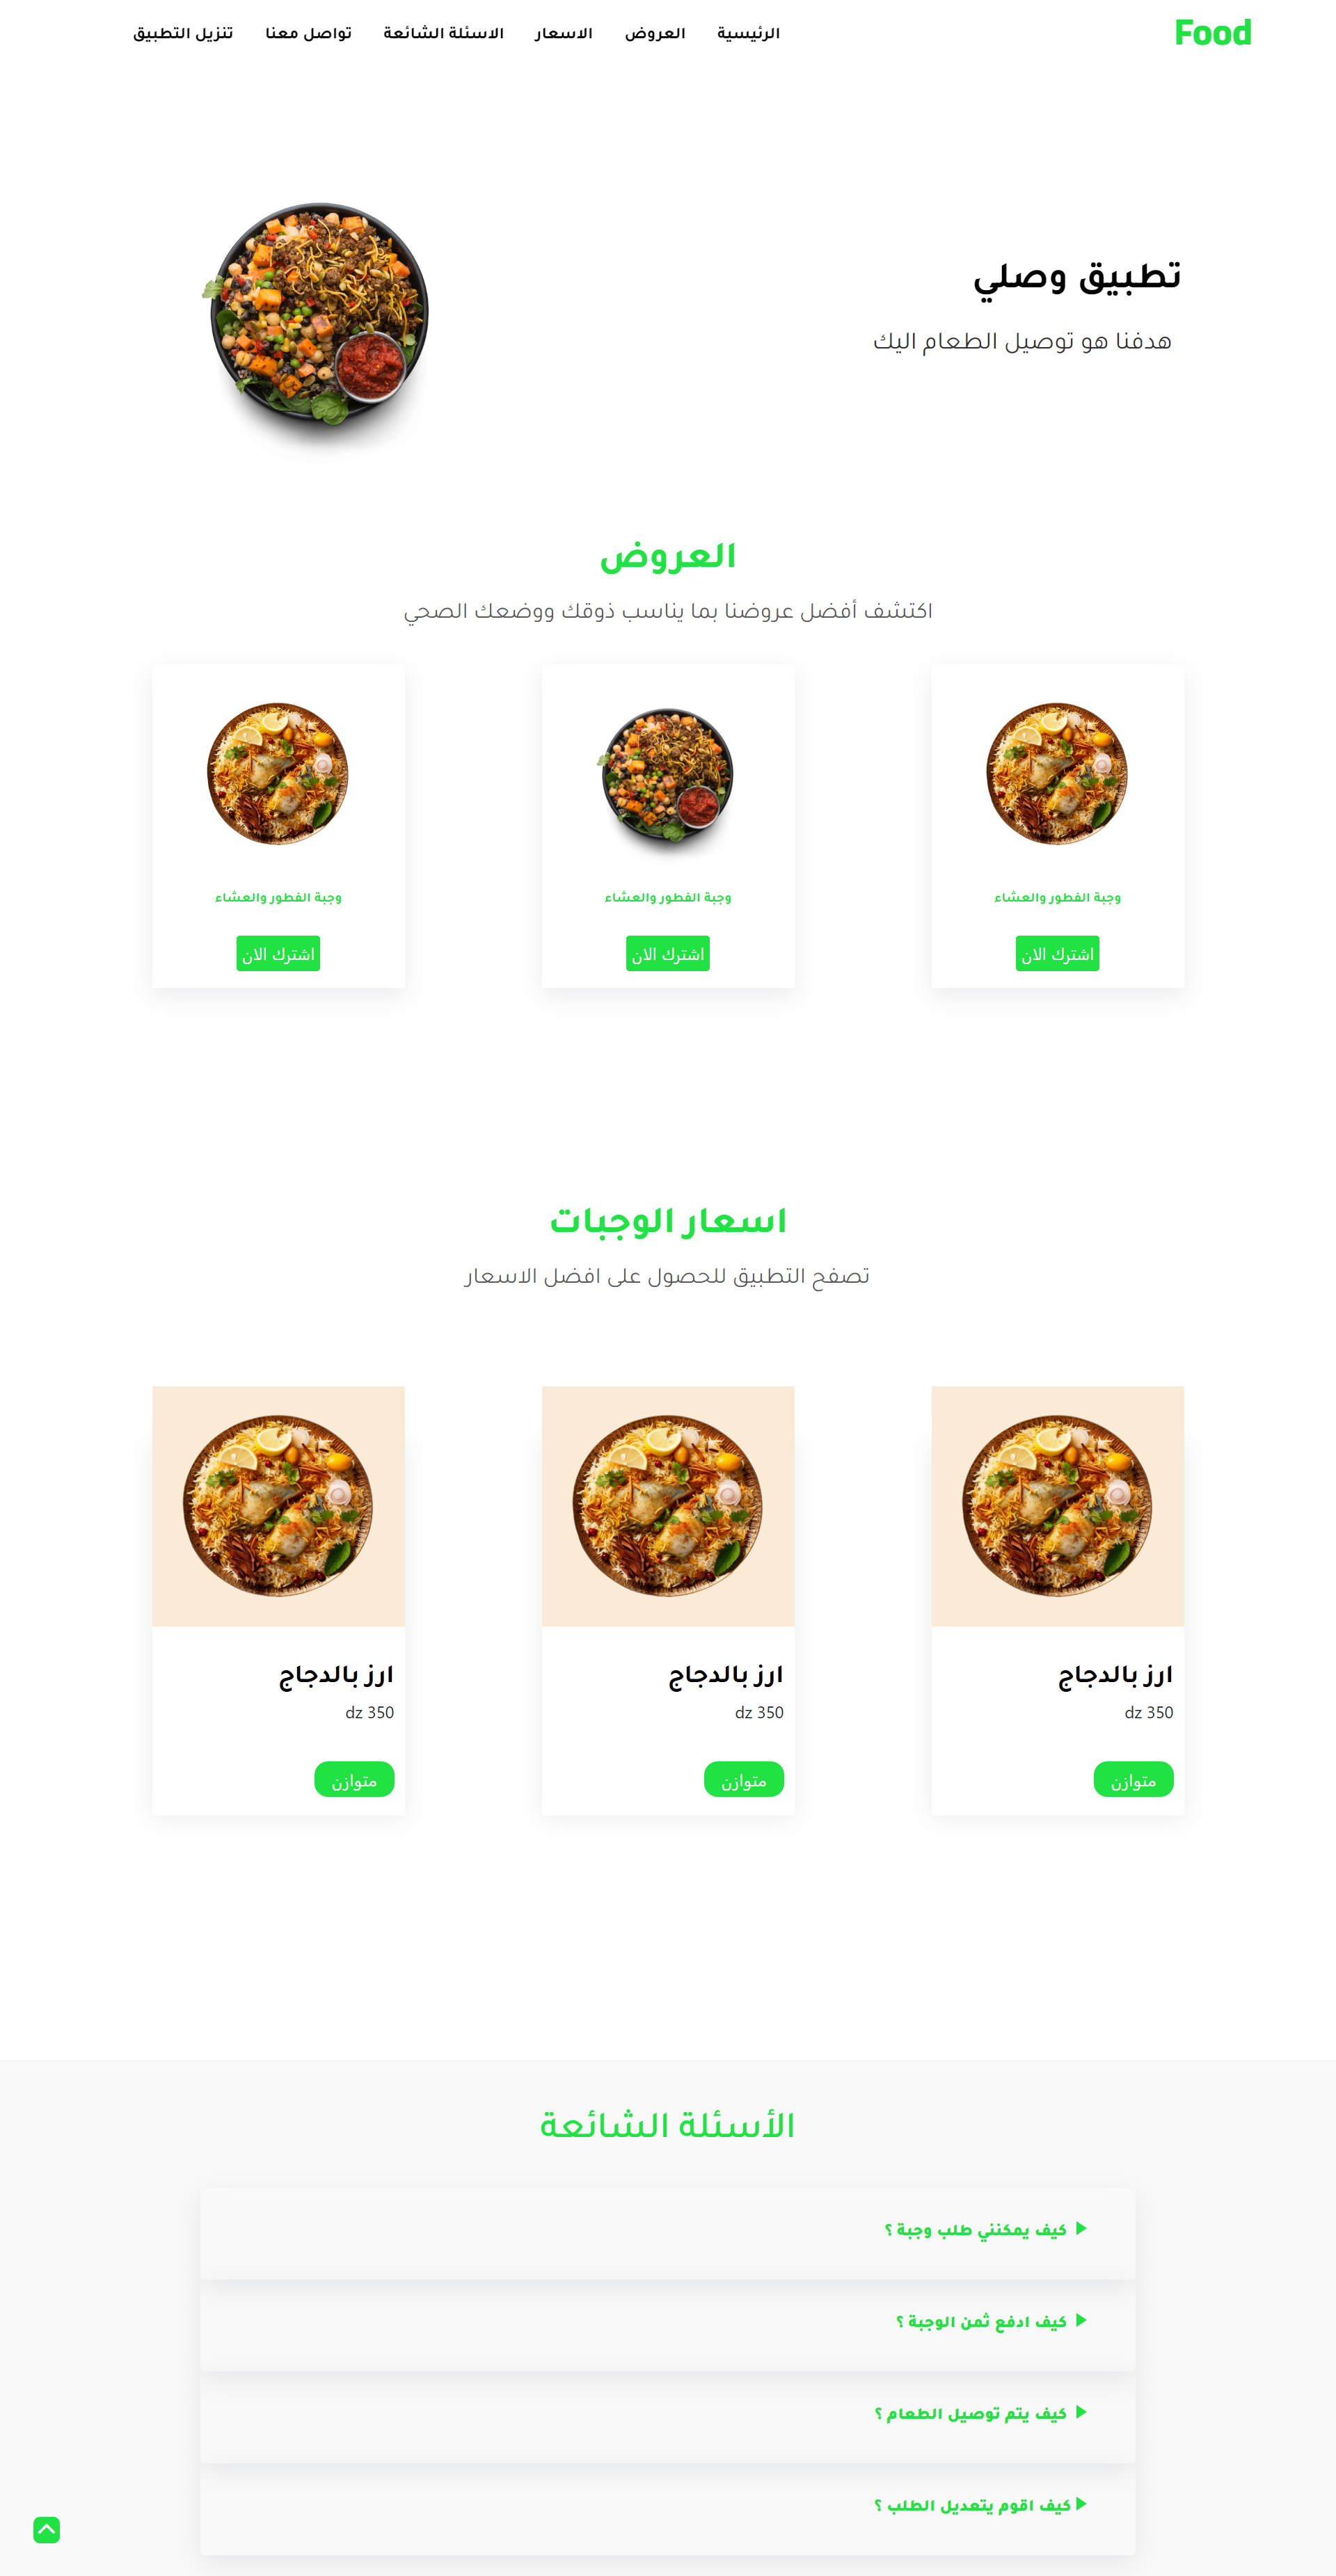 Food
الرئيسية
العروض
الاسعار
الاسئلة الشائعة
تواصل معنا
تنزيل التطبيق
تطبيق وصلي
هدفنا هو توصيل الطعام اليك
العروض
اكتشف أفضل عروضنا بما يناسب ذوقك ووضعك الصحي
وجبة الفطور والعشاء
اشترك الان
وجبة الفطور والعشاء
اشترك الان
وجبة الفطور والعشاء
اشترك الان
اسعار الوجبات
تصفح التطبيق للحصول على افضل الاسعار
ارز بالدجاج
350 dz
متوازن
ارز بالدجاج
350 dz
متوازن
ارز بالدجاج
350 dz
متوازن
الأسئلة الشائعة
كيف يمكنني طلب وجبة ؟
كيف ادفع ثمن الوجبة ؟
كيف يتم توصيل الطعام ؟
كيف اقوم يتعديل الطلب ؟